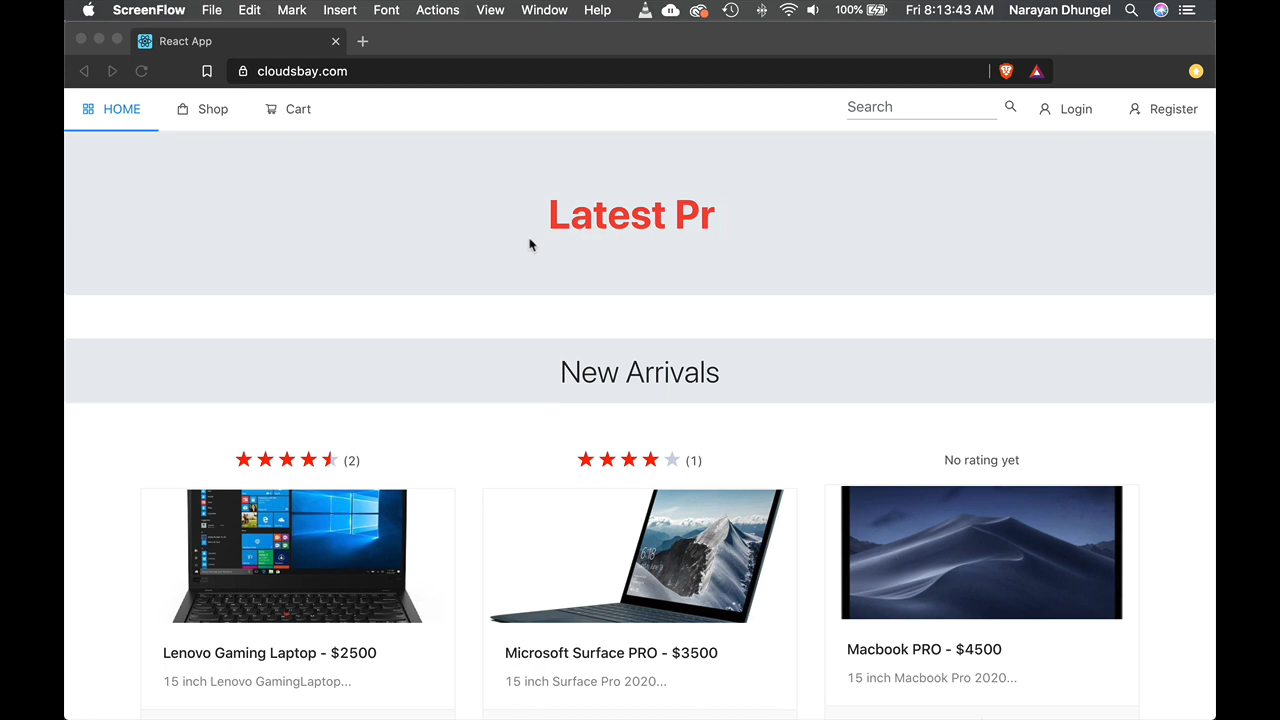 ScreenFlow File Edit Mark Insert Font Actions View Window Help 100% Fri 8:13:43 AM Narayan Dhungel
React App
cloudsbay.com
HOME Shop Cart Search Login Register
Latest Pr
New Arrivals
(2) (1) No rating yet
6:18
Lenovo Gaming Laptop - $2500 Microsoft Surface PRO - $3500 Macbook PRO - $4500
15 inch Lenovo GamingLaptop... 15 inch Surface Pro 2020... 15 inch Macbook Pro 2020...